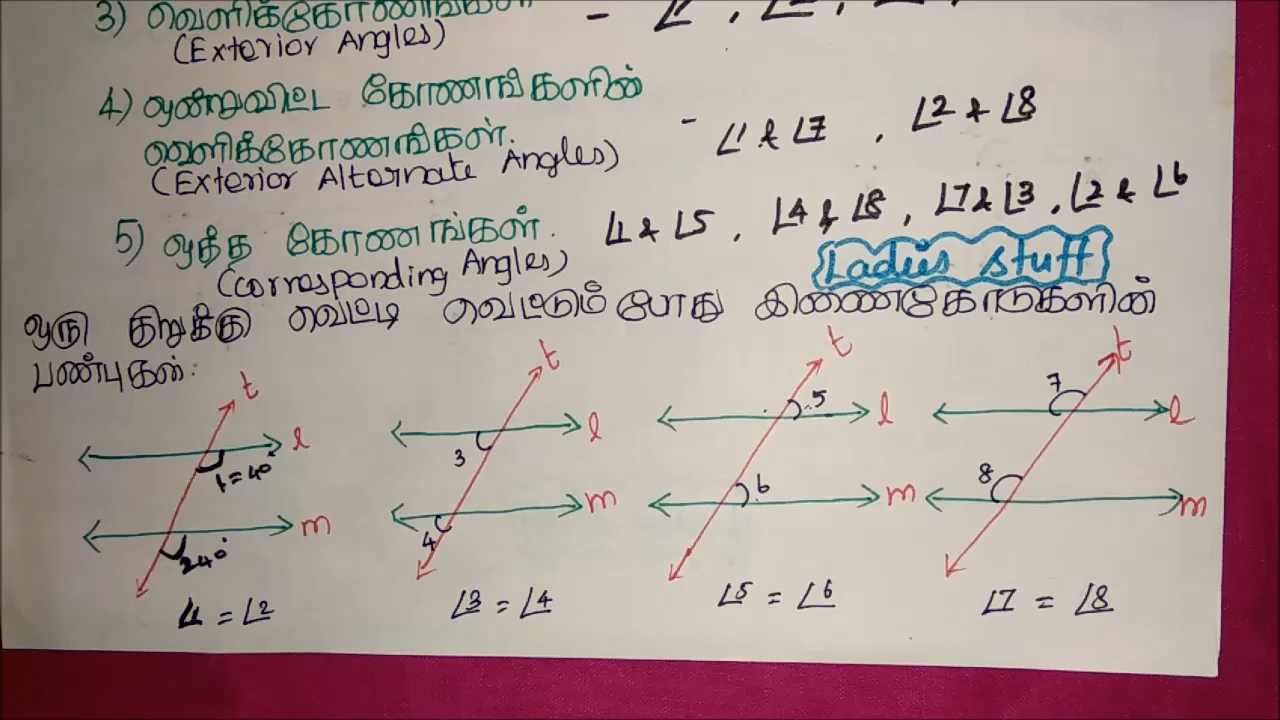 3) வெளிக்கோணங்கள் -
(Exterior Angles)
4) ஒன்றுவிட்ட கோணங்களின்
வெளிக்கோணங்கள். - ∠1 & ∠7 , ∠2 & ∠8
(Exterior Alternate Angles)
5) ஒத்த கோணங்கள். ∠1 & ∠5 , ∠4 & ∠8 , ∠7 & ∠3 , ∠2 & ∠6
(Corresponding Angles)
Ladies Stuff
ஒரு குறுக்கு வெட்டி வெட்டும் போது இணைகோடுகளின்
பண்புகள்:
t t t t
l l l l
1=40° 3 5 7
m m m m
240° 4 6 8
∠1 = ∠2 ∠3 = ∠4 ∠5 = ∠6 ∠7 = ∠8